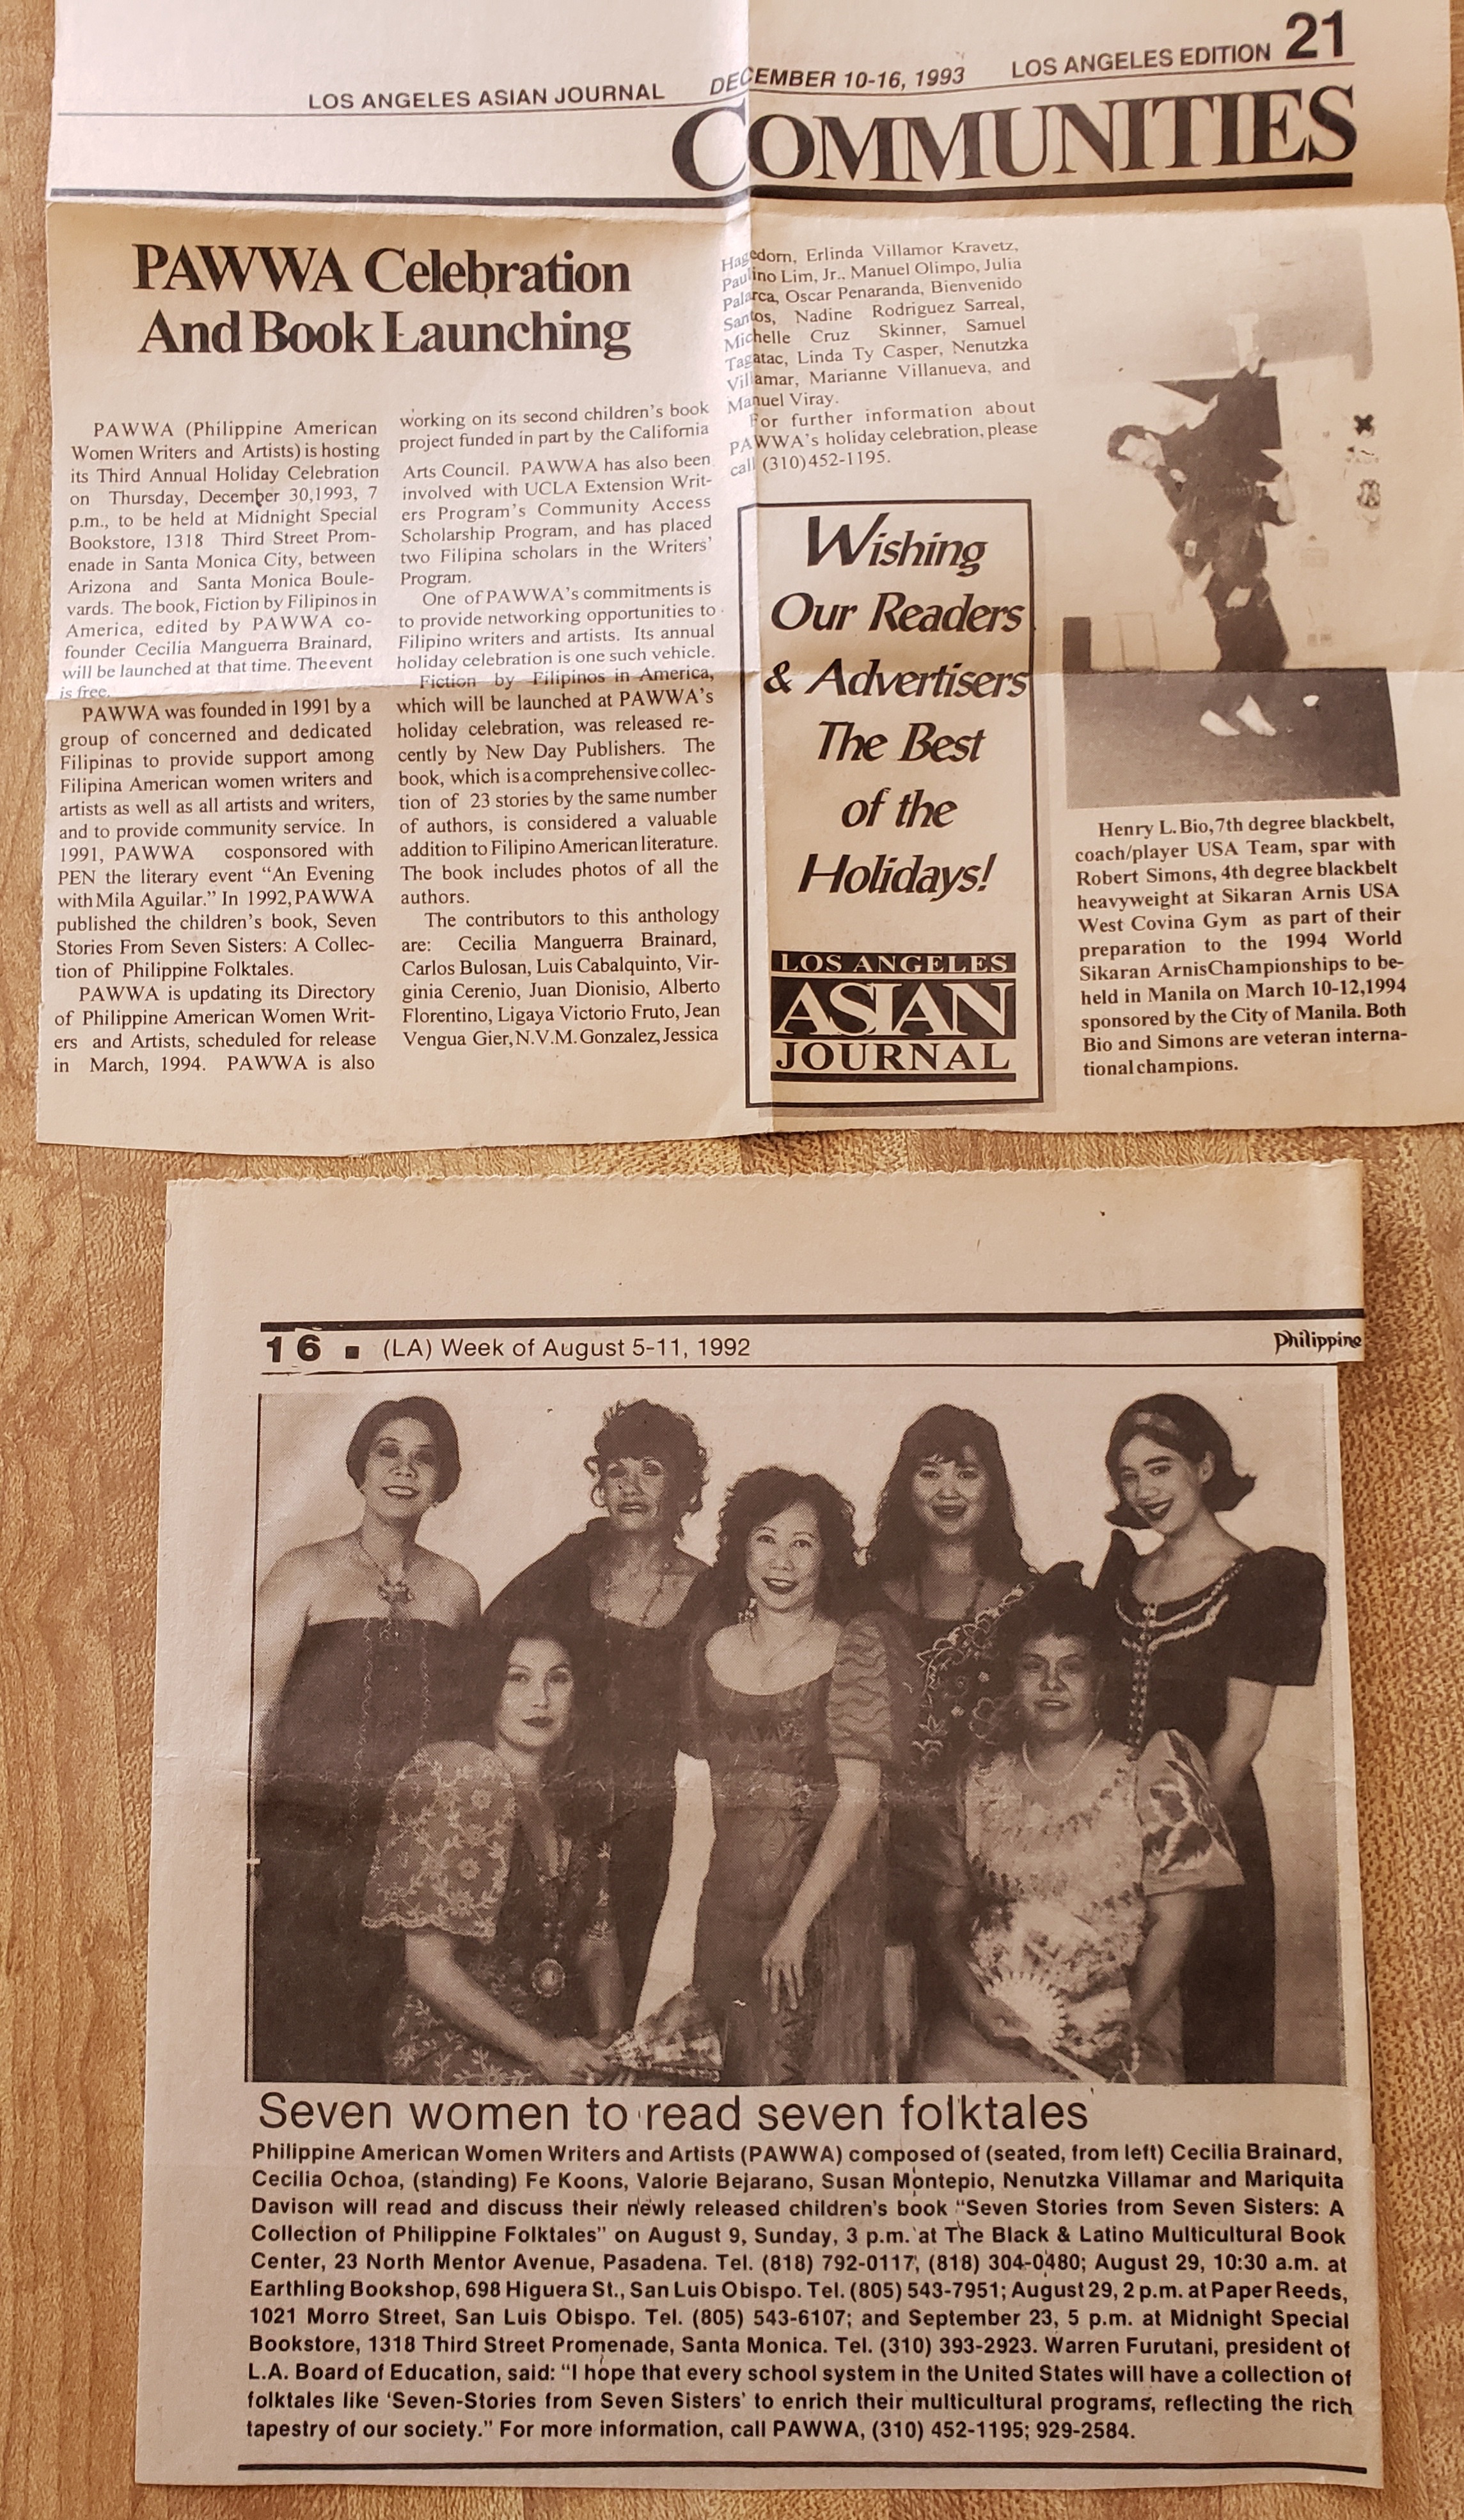 LOS ANGELES ASIAN JOURNAL DECEMBER 10-16, 1993 LOS ANGELES EDITION 21
COMMUNITIES
PAWWA Celebration
And Book Launching
PAWWA (Philippine American
Women Writers and Artists) is hosting
its Third Annual Holiday Celebration
on Thursday, December 30,1993, 7
p.m., to be held at Midnight Special
Bookstore, 1318 Third Street Prom-
enade in Santa Monica City, between
Arizona and Santa Monica Boule-
vards. The book, Fiction by Filipinos in
America, edited by PAWWA co-
founder Cecilia Manguerra Brainard,
will be launched at that time. The event
is free.
PAWWA was founded in 1991 by a
group of concerned and dedicated
Filipinas to provide support among
Filipina American women writers and
artists as well as all artists and writers,
and to provide community service. In
1991, PAWWA cosponsored with
PEN the literary event “An Evening
with Mila Aguilar.” In 1992, PAWWA
published the children’s book, Seven
Stories From Seven Sisters: A Collec-
tion of Philippine Folktales.
PAWWA is updating its Directory
of Philippine American Women Writ-
ers and Artists, scheduled for release
in March, 1994. PAWWA is also
working on its second children’s book
project funded in part by the California
Arts Council. PAWWA has also been
involved with UCLA Extension Writ-
ers Program’s Community Access
Scholarship Program, and has placed
two Filipina scholars in the Writers’
Program.
One of PAWWA’s commitments is
to provide networking opportunities to
Filipino writers and artists. Its annual
holiday celebration is one such vehicle.
Fiction by Filipinos in America,
which will be launched at PAWWA’s
holiday celebration, was released re-
cently by New Day Publishers. The
book, which is a comprehensive collec-
tion of 23 stories by the same number
of authors, is considered a valuable
addition to Filipino American literature.
The book includes photos of all the
authors.
The contributors to this anthology
are: Cecilia Manguerra Brainard,
Carlos Bulosan, Luis Cabalquinto, Vir-
ginia Cerenio, Juan Dionisio, Alberto
Florentino, Ligaya Victorio Fruto, Jean
Vengua Gier, N.V.M. Gonzalez, Jessica
Hagedorn, Erlinda Villamor Kravetz,
Paulino Lim, Jr., Manuel Olimpo, Julia
Palarca, Oscar Penaranda, Bienvenido
Santos, Nadine Rodriguez Sarreal,
Michelle Cruz Skinner, Samuel
Tagatac, Linda Ty Casper, Nenutzka
Villamar, Marianne Villanueva, and
Manuel Viray.
For further information about
PAWWA’s holiday celebration, please
call (310) 452-1195.
Wishing
Our Readers
& Advertisers
The Best
of the
Holidays!
LOS ANGELES
ASIAN
JOURNAL
Henry L. Bio, 7th degree blackbelt,
coach/player USA Team, spar with
Robert Simons, 4th degree blackbelt
heavyweight at Sikaran Arnis USA
West Covina Gym as part of their
preparation to the 1994 World
Sikaran ArnisChampionships to be-
held in Manila on March 10-12,1994
sponsored by the City of Manila. Both
Bio and Simons are veteran interna-
tional champions.
16 ■ (LA) Week of August 5-11, 1992 Philippine
Seven women to read seven folktales
Philippine American Women Writers and Artists (PAWWA) composed of (seated, from left) Cecilia Brainard,
Cecilia Ochoa, (standing) Fe Koons, Valorie Bejarano, Susan Montepio, Nenutzka Villamar and Mariquita
Davison will read and discuss their newly released children’s book “Seven Stories from Seven Sisters: A
Collection of Philippine Folktales” on August 9, Sunday, 3 p.m. at The Black & Latino Multicultural Book
Center, 23 North Mentor Avenue, Pasadena. Tel. (818) 792-0117, (818) 304-0480; August 29, 10:30 a.m. at
Earthling Bookshop, 698 Higuera St., San Luis Obispo. Tel. (805) 543-7951; August 29, 2 p.m. at Paper Reeds,
1021 Morro Street, San Luis Obispo. Tel. (805) 543-6107; and September 23, 5 p.m. at Midnight Special
Bookstore, 1318 Third Street Promenade, Santa Monica. Tel. (310) 393-2923. Warren Furutani, president of
L.A. Board of Education, said: “I hope that every school system in the United States will have a collection of
folktales like ‘Seven-Stories from Seven Sisters’ to enrich their multicultural programs, reflecting the rich
tapestry of our society.” For more information, call PAWWA, (310) 452-1195; 929-2584.